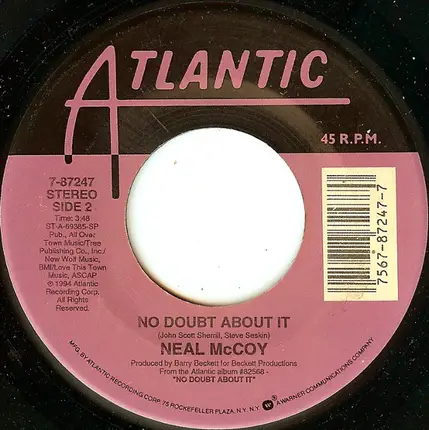 ATLANTIC
45 R.P.M.
7-87247
STEREO
SIDE 2
Time: 3:48
ST-A-69385-SP
Pub., All Over
Town Music/Tree
Publishing Co., Inc./
New Wolf Music,
BMI/Love This Town
Music, ASCAP
℗ 1994 Atlantic
Recording Corp.
All Rights
Reserved.
7567-87247-7
NO DOUBT ABOUT IT
(John Scott Sherrill, Steve Seskin)
NEAL McCOY
Produced by Barry Beckett for Beckett Productions
From the Atlantic album #82568 -
"NO DOUBT ABOUT IT"
MFG. BY ATLANTIC RECORDING CORP. 75 ROCKEFELLER PLAZA, N.Y. N.Y. A WARNER COMMUNICATIONS COMPANY